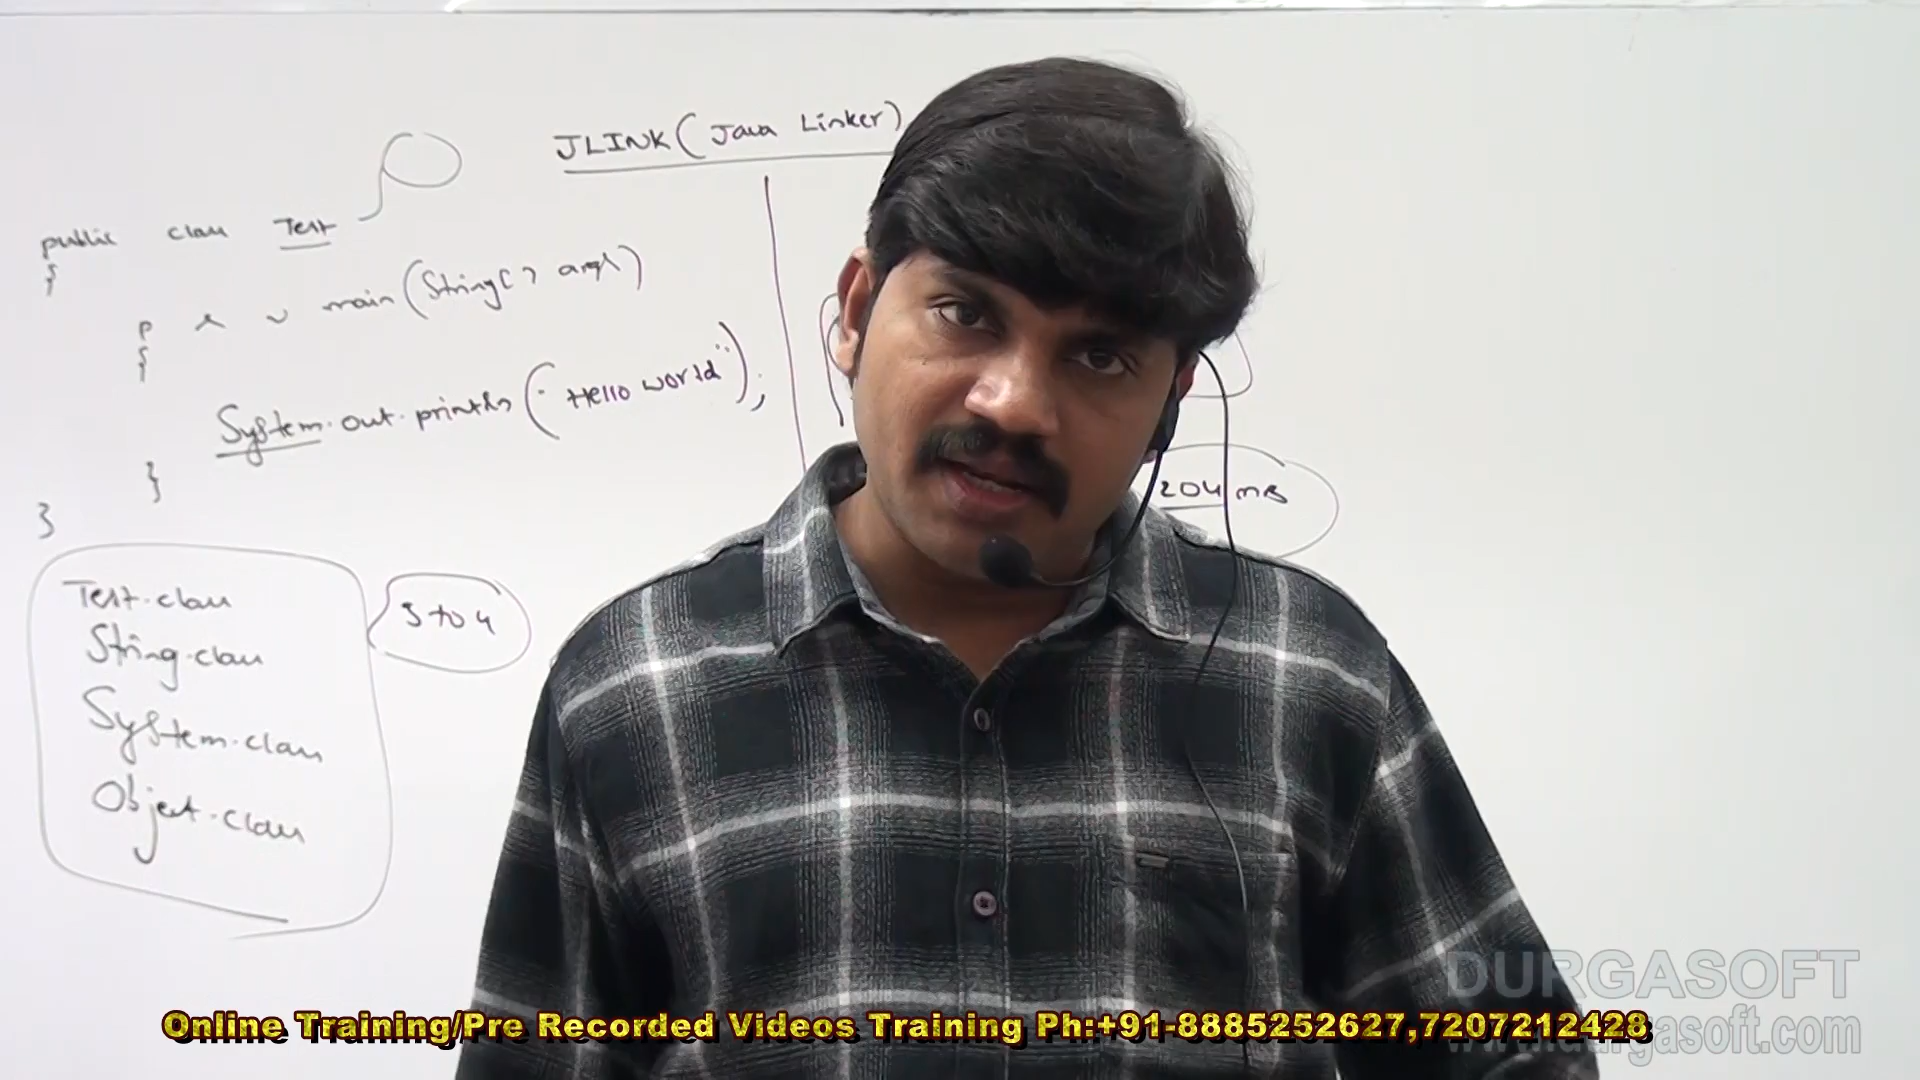 JLINK (Java Linker)
public class Test
{
p s v main (String[] args)
{
System.out.println ("Hello world");
}
}
204 MB
Test.class
String.class
System.class
Object.class
3 to 4
DURGASOFT
Online Training/Pre Recorded Videos Training Ph:+91-8885252627,7207212428
www.durgasoft.com